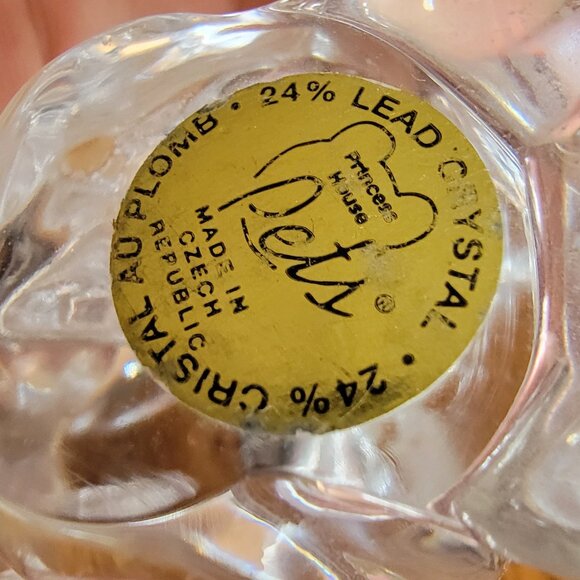 24% LEAD CRYSTAL •
24% CRISTAL AU PLOMB •
Princess
House
Pets ®
MADE IN
CZECH
REPUBLIC